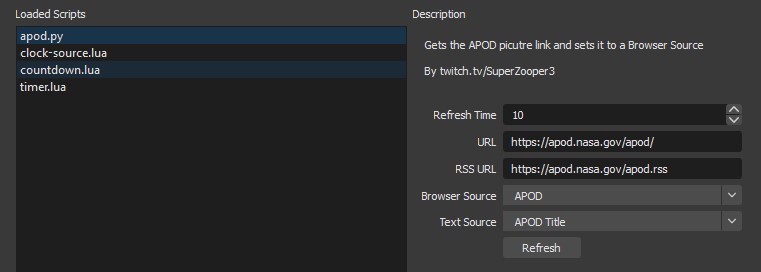 Loaded Scripts
apod.py
clock-source.lua
countdown.lua
timer.lua
Description
Gets the APOD picutre link and sets it to a Browser Source
By twitch.tv/SuperZooper3
Refresh Time 10
URL https://apod.nasa.gov/apod/
RSS URL https://apod.nasa.gov/apod.rss
Browser Source APOD
Text Source APOD Title
Refresh